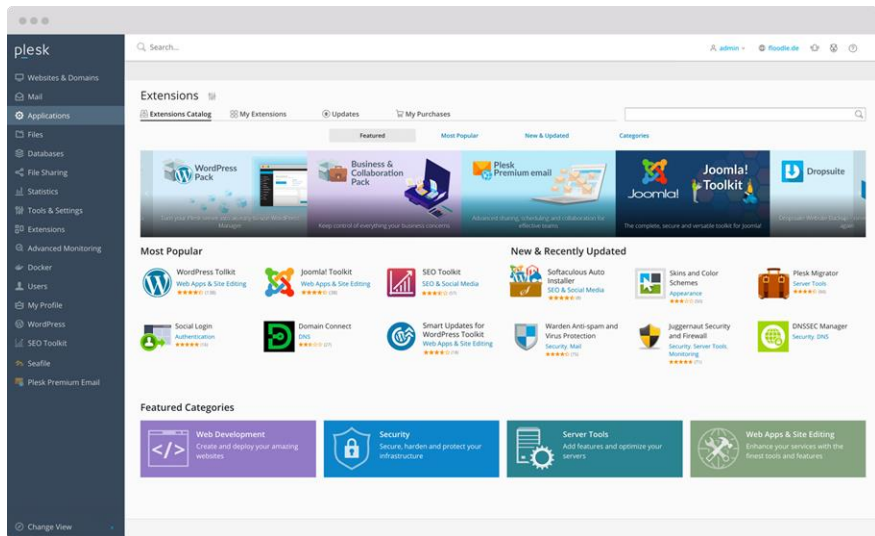 plesk
Search...
admin
floodle.de
Websites & Domains
Mail
Applications
Files
Databases
File Sharing
Statistics
Tools & Settings
Extensions
Advanced Monitoring
Docker
Users
My Profile
WordPress
SEO Toolkit
Seafile
Plesk Premium Email
Change View
Extensions
Extensions Catalog My Extensions Updates My Purchases
Featured Most Popular New & Updated Categories
WordPress
Pack
Manager
Business &
Collaboration
Pack
Keep control of everything your business concerns
Plesk
Premium email
Advanced sharing, scheduling and collaboration for
effective teams
Joomla!
Joomla!
Toolkit
The complete, secure and versatile toolkit for Joomla!
Dropsuite
again
Most Popular
WordPress Tollkit
Web Apps & Site Editing
Joomla! Toolkit
Web Apps & Site Editing
SEO Toolkit
SEO & Social Media
Social Login
Authentication
Domain Connect
DNS
Smart Updates for
WordPress Toolkit
Web Apps & Site Editing
New & Recently Updated
Softaculous Auto
Installer
SEO & Social Media
Skins and Color
Schemes
Appearance
Plesk Migrator
Server Tools
Warden Anti-spam and
Virus Protection
Security. Mail
Juggernaut Security
and Firewall
Security. Server Tools.
Monitoring
DNSSEC Manager
Security. DNS
Featured Categories
Web Development
Create and deploy your amazing
websites
Security
Secure, harden and protect your
infrastructure
Server Tools
Add features and optimize your
servers
Web Apps & Site Editing
Enhance your services with the
finest tools and features